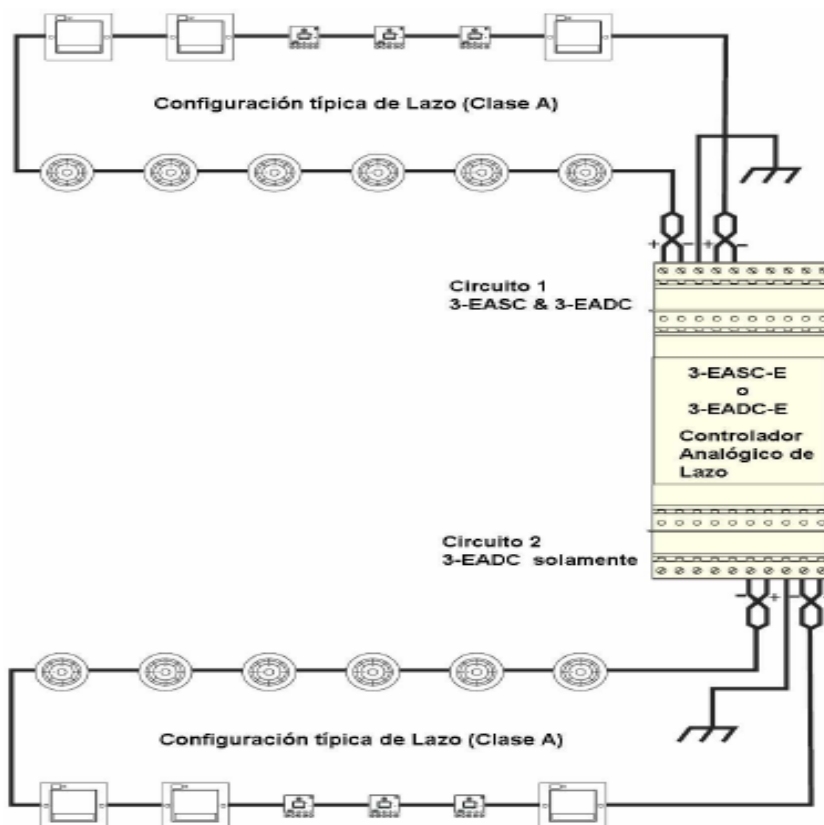 Configuración típica de Lazo (Clase A)
+ - + -
Circuito 1
3-EASC & 3-EADC
3-EASC-E
o
3-EADC-E
Controlador
Analógico de
Lazo
Circuito 2
3-EADC solamente
- + -
Configuración típica de Lazo (Clase A)